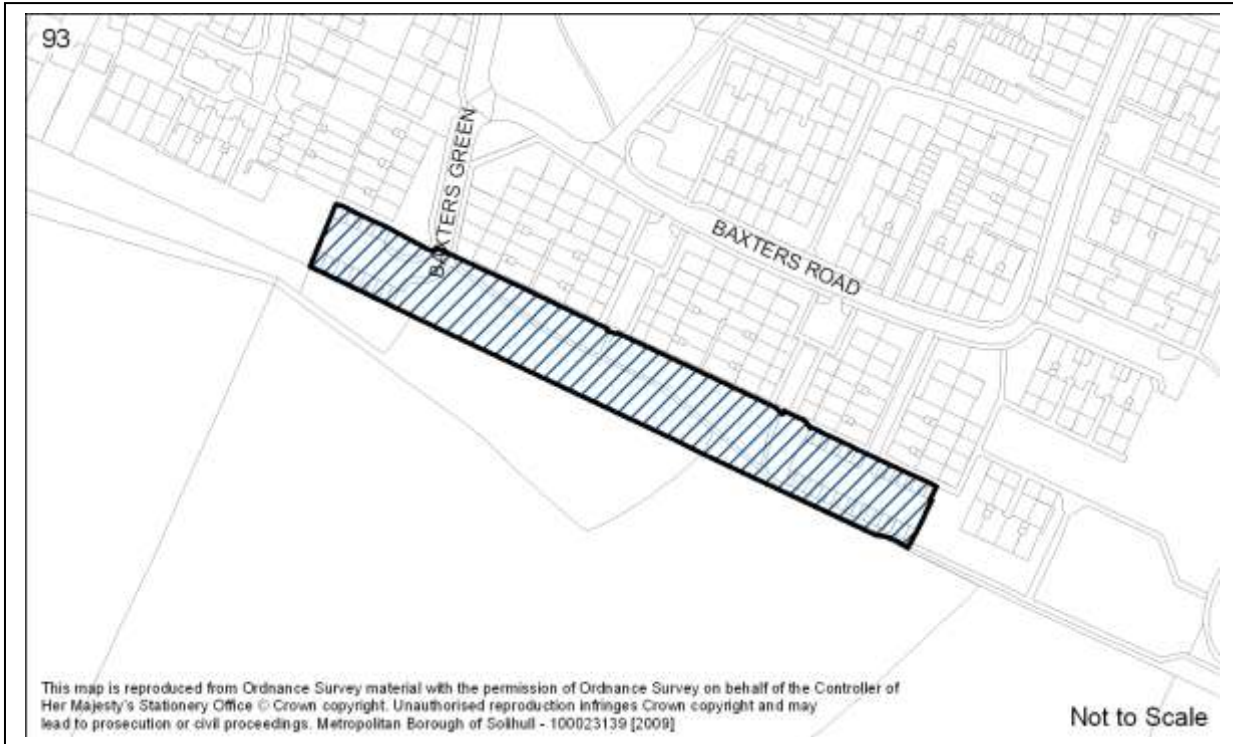 93
BAXTERS GREEN
BAXTERS ROAD
This map is reproduced from Ordnance Survey material with the permission of Ordnance Survey on behalf of the Controller of
Her Majesty's Stationery Office © Crown copyright. Unauthorised reproduction infringes Crown copyright and may
lead to prosecution or civil proceedings. Metropolitan Borough of Solihull - 100023139 [2009]
Not to Scale